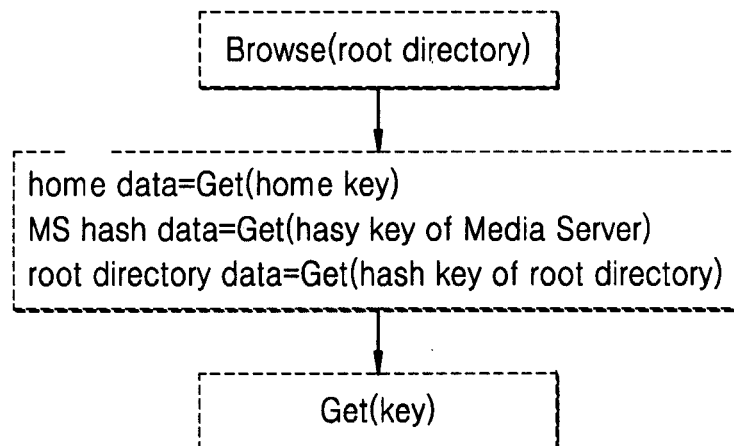 Browse(root directory)
home data=Get(home key)
MS hash data=Get(hasy key of Media Server)
root directory data=Get(hash key of root directory)
Get(key)